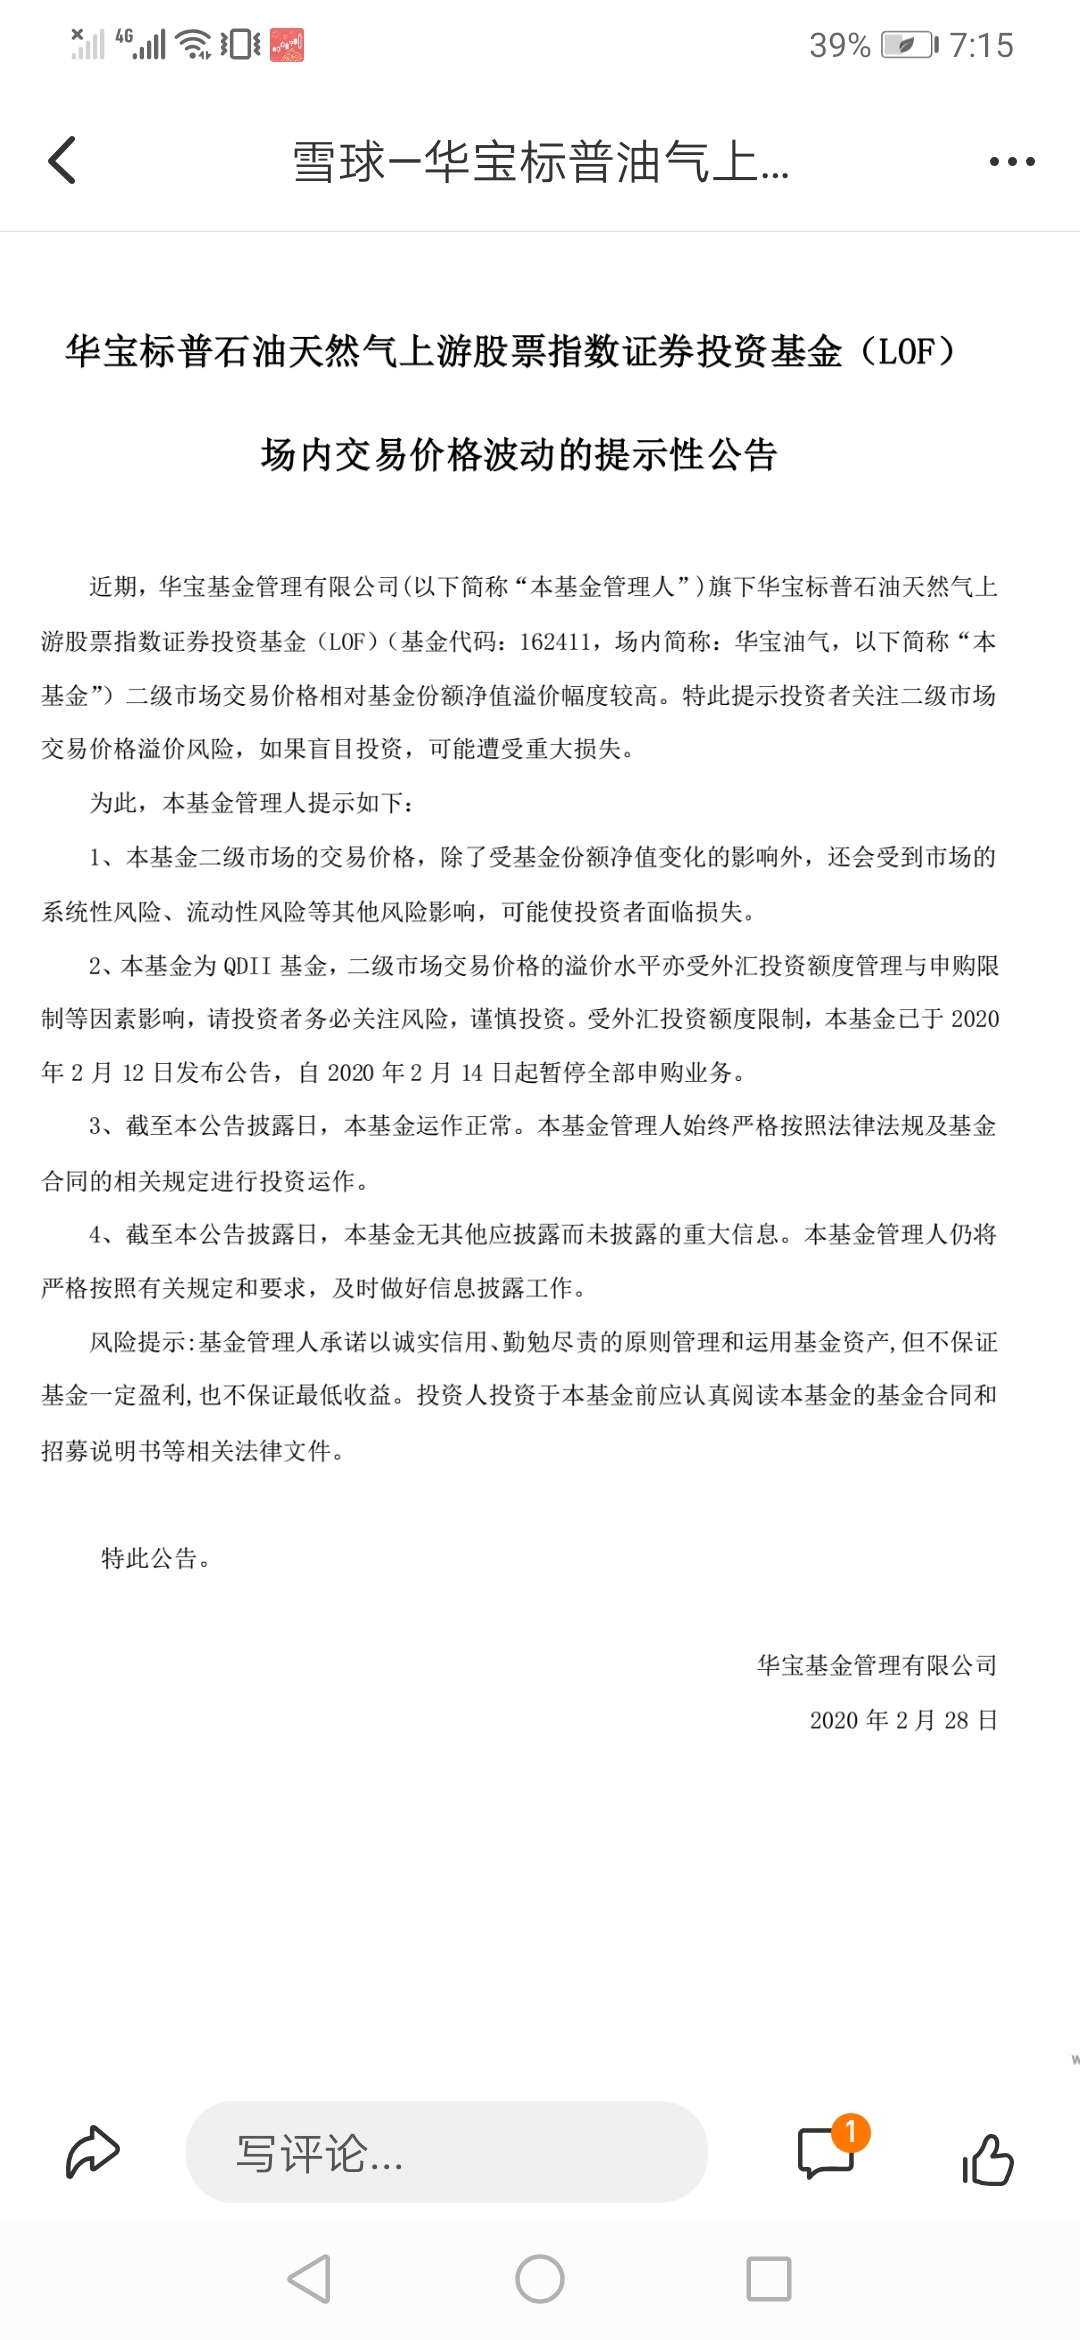 4G 39% 7:15
雪球—华宝标普油气上...
华宝标普石油天然气上游股票指数证券投资基金（LOF）
场内交易价格波动的提示性公告
近期，华宝基金管理有限公司(以下简称“本基金管理人”)旗下华宝标普石油天然气上
游股票指数证券投资基金（LOF）（基金代码：162411，场内简称：华宝油气，以下简称“本
基金”）二级市场交易价格相对基金份额净值溢价幅度较高。特此提示投资者关注二级市场
交易价格溢价风险，如果盲目投资，可能遭受重大损失。
为此，本基金管理人提示如下：
1、本基金二级市场的交易价格，除了受基金份额净值变化的影响外，还会受到市场的
系统性风险、流动性风险等其他风险影响，可能使投资者面临损失。
2、本基金为 QDII 基金，二级市场交易价格的溢价水平亦受外汇投资额度管理与申购限
制等因素影响，请投资者务必关注风险，谨慎投资。受外汇投资额度限制，本基金已于 2020
年 2 月 12 日发布公告，自 2020 年 2 月 14 日起暂停全部申购业务。
3、截至本公告披露日，本基金运作正常。本基金管理人始终严格按照法律法规及基金
合同的相关规定进行投资运作。
4、截至本公告披露日，本基金无其他应披露而未披露的重大信息。本基金管理人仍将
严格按照有关规定和要求，及时做好信息披露工作。
风险提示:基金管理人承诺以诚实信用、勤勉尽责的原则管理和运用基金资产,但不保证
基金一定盈利,也不保证最低收益。投资人投资于本基金前应认真阅读本基金的基金合同和
招募说明书等相关法律文件。
特此公告。
华宝基金管理有限公司
2020 年 2 月 28 日
写评论...
1